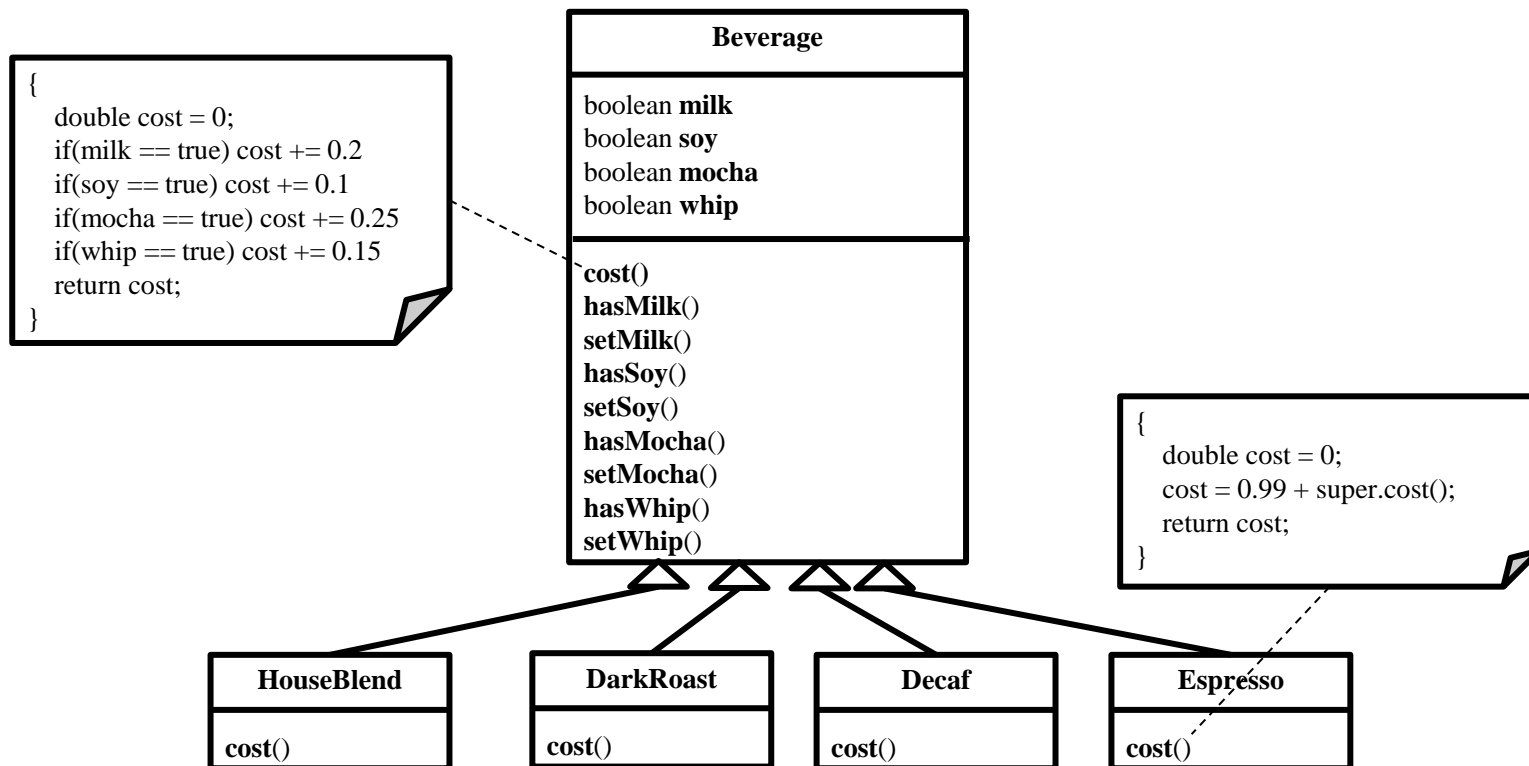 {
double cost = 0;
if(milk == true) cost += 0.2
if(soy == true) cost += 0.1
if(mocha == true) cost += 0.25
if(whip == true) cost += 0.15
return cost;
}
Beverage
boolean milk
boolean soy
boolean mocha
boolean whip
cost()
hasMilk()
setMilk()
hasSoy()
setSoy()
hasMocha()
setMocha()
hasWhip()
setWhip()
{
double cost = 0;
cost = 0.99 + super.cost();
return cost;
}
HouseBlend
cost()
DarkRoast
cost()
Decaf
cost()
Espresso
cost()